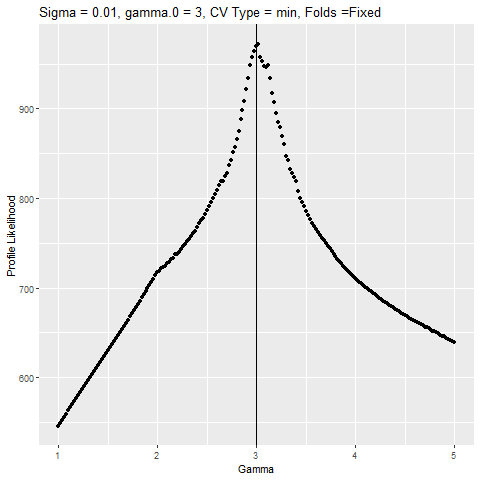 Sigma = 0.01, gamma.0 = 3, CV Type = min, Folds =Fixed
Profile Likelihood
900
800
700
600
1 2 3 4 5
Gamma